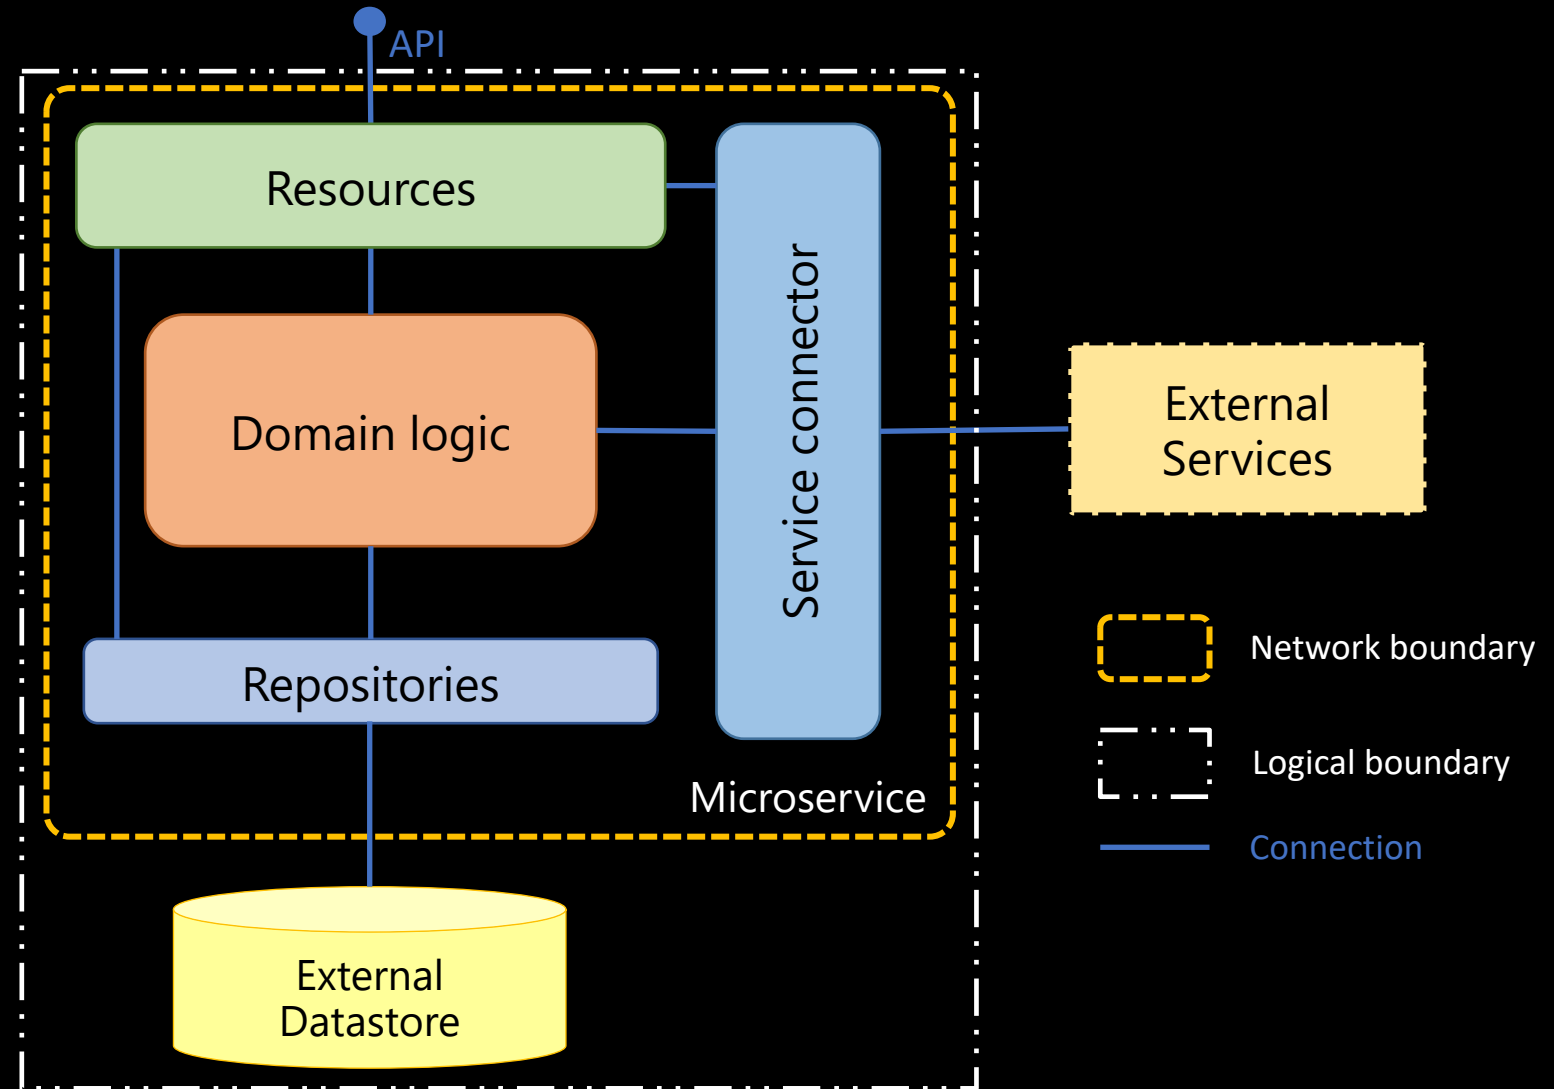 API
Resources
Domain logic
Service connector
Repositories
Microservice
External
Datastore
External
Services
Network boundary
Logical boundary
Connection